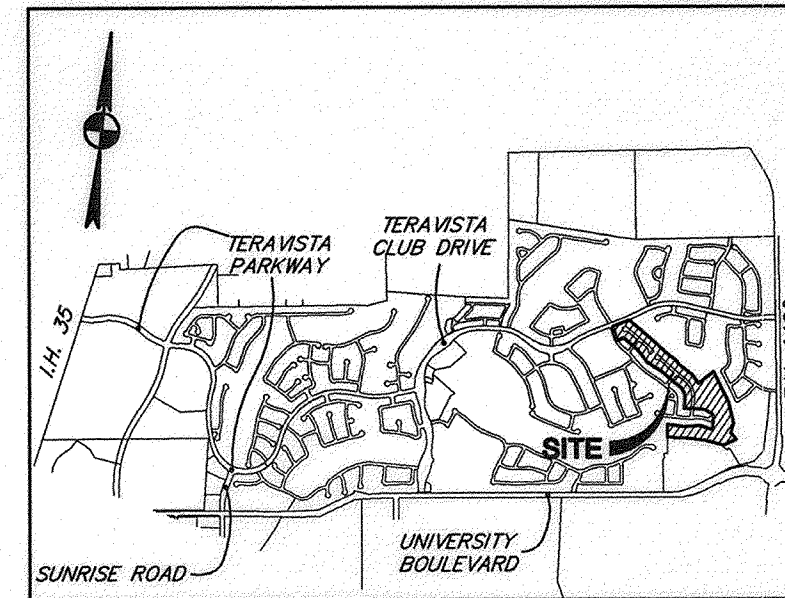 TERAVISTA
PARKWAY
TERAVISTA
CLUB DRIVE
I.H. 35
SITE
UNIVERSITY
BOULEVARD
SUNRISE ROAD